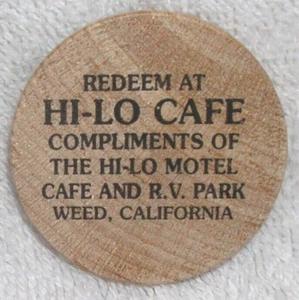 REDEEM AT
HI-LO CAFE
COMPLIMENTS OF
THE HI-LO MOTEL
CAFE AND R.V. PARK
WEED, CALIFORNIA